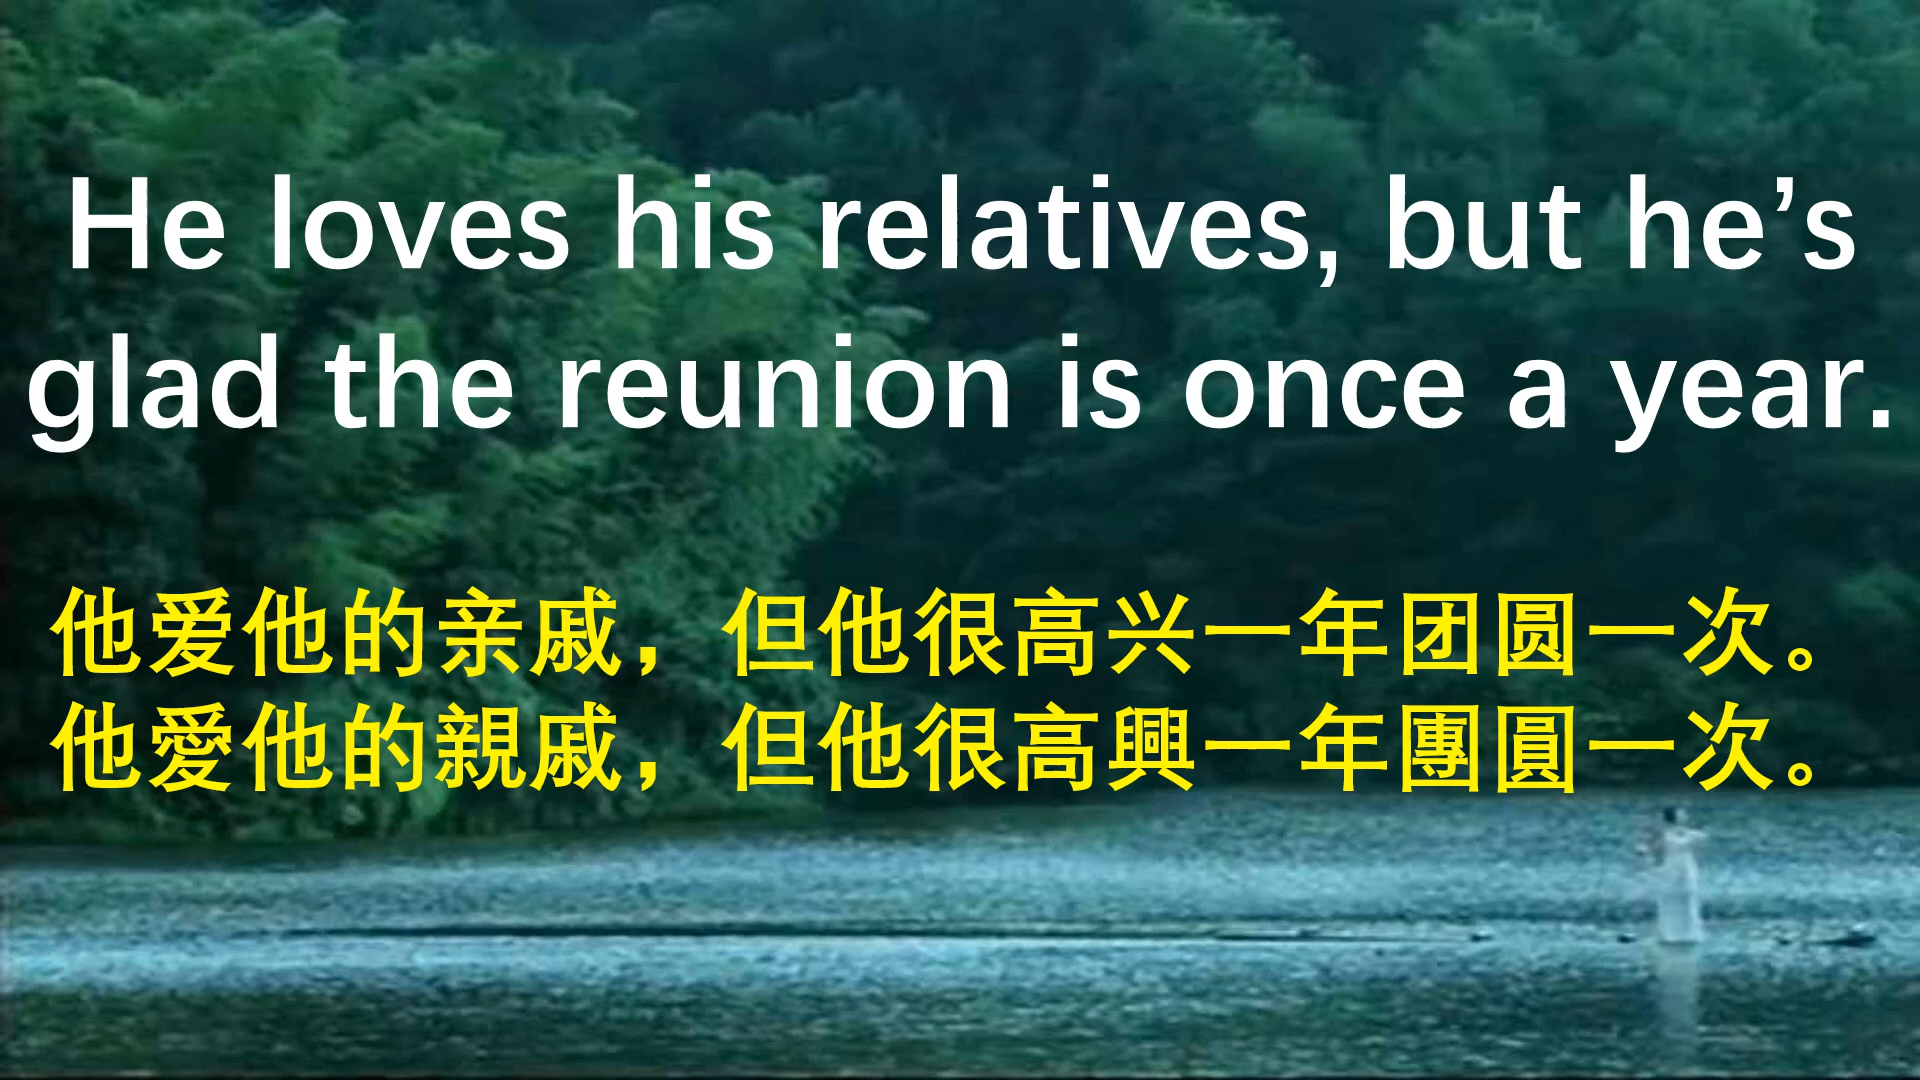 He loves his relatives, but he’s
glad the reunion is once a year.
他爱他的亲戚，但他很高兴一年团圆一次。
他愛他的親戚，但他很高興一年團圓一次。